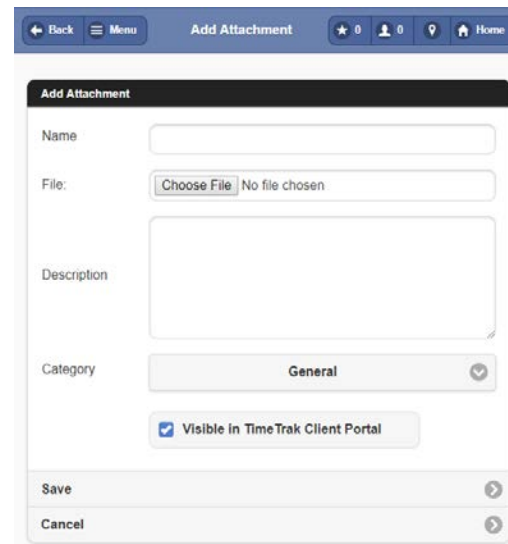 Back Menu Add Attachment 0 0 Home
Add Attachment
Name
File: Choose File No file chosen
Description
Category General
Visible in TimeTrak Client Portal
Save
Cancel